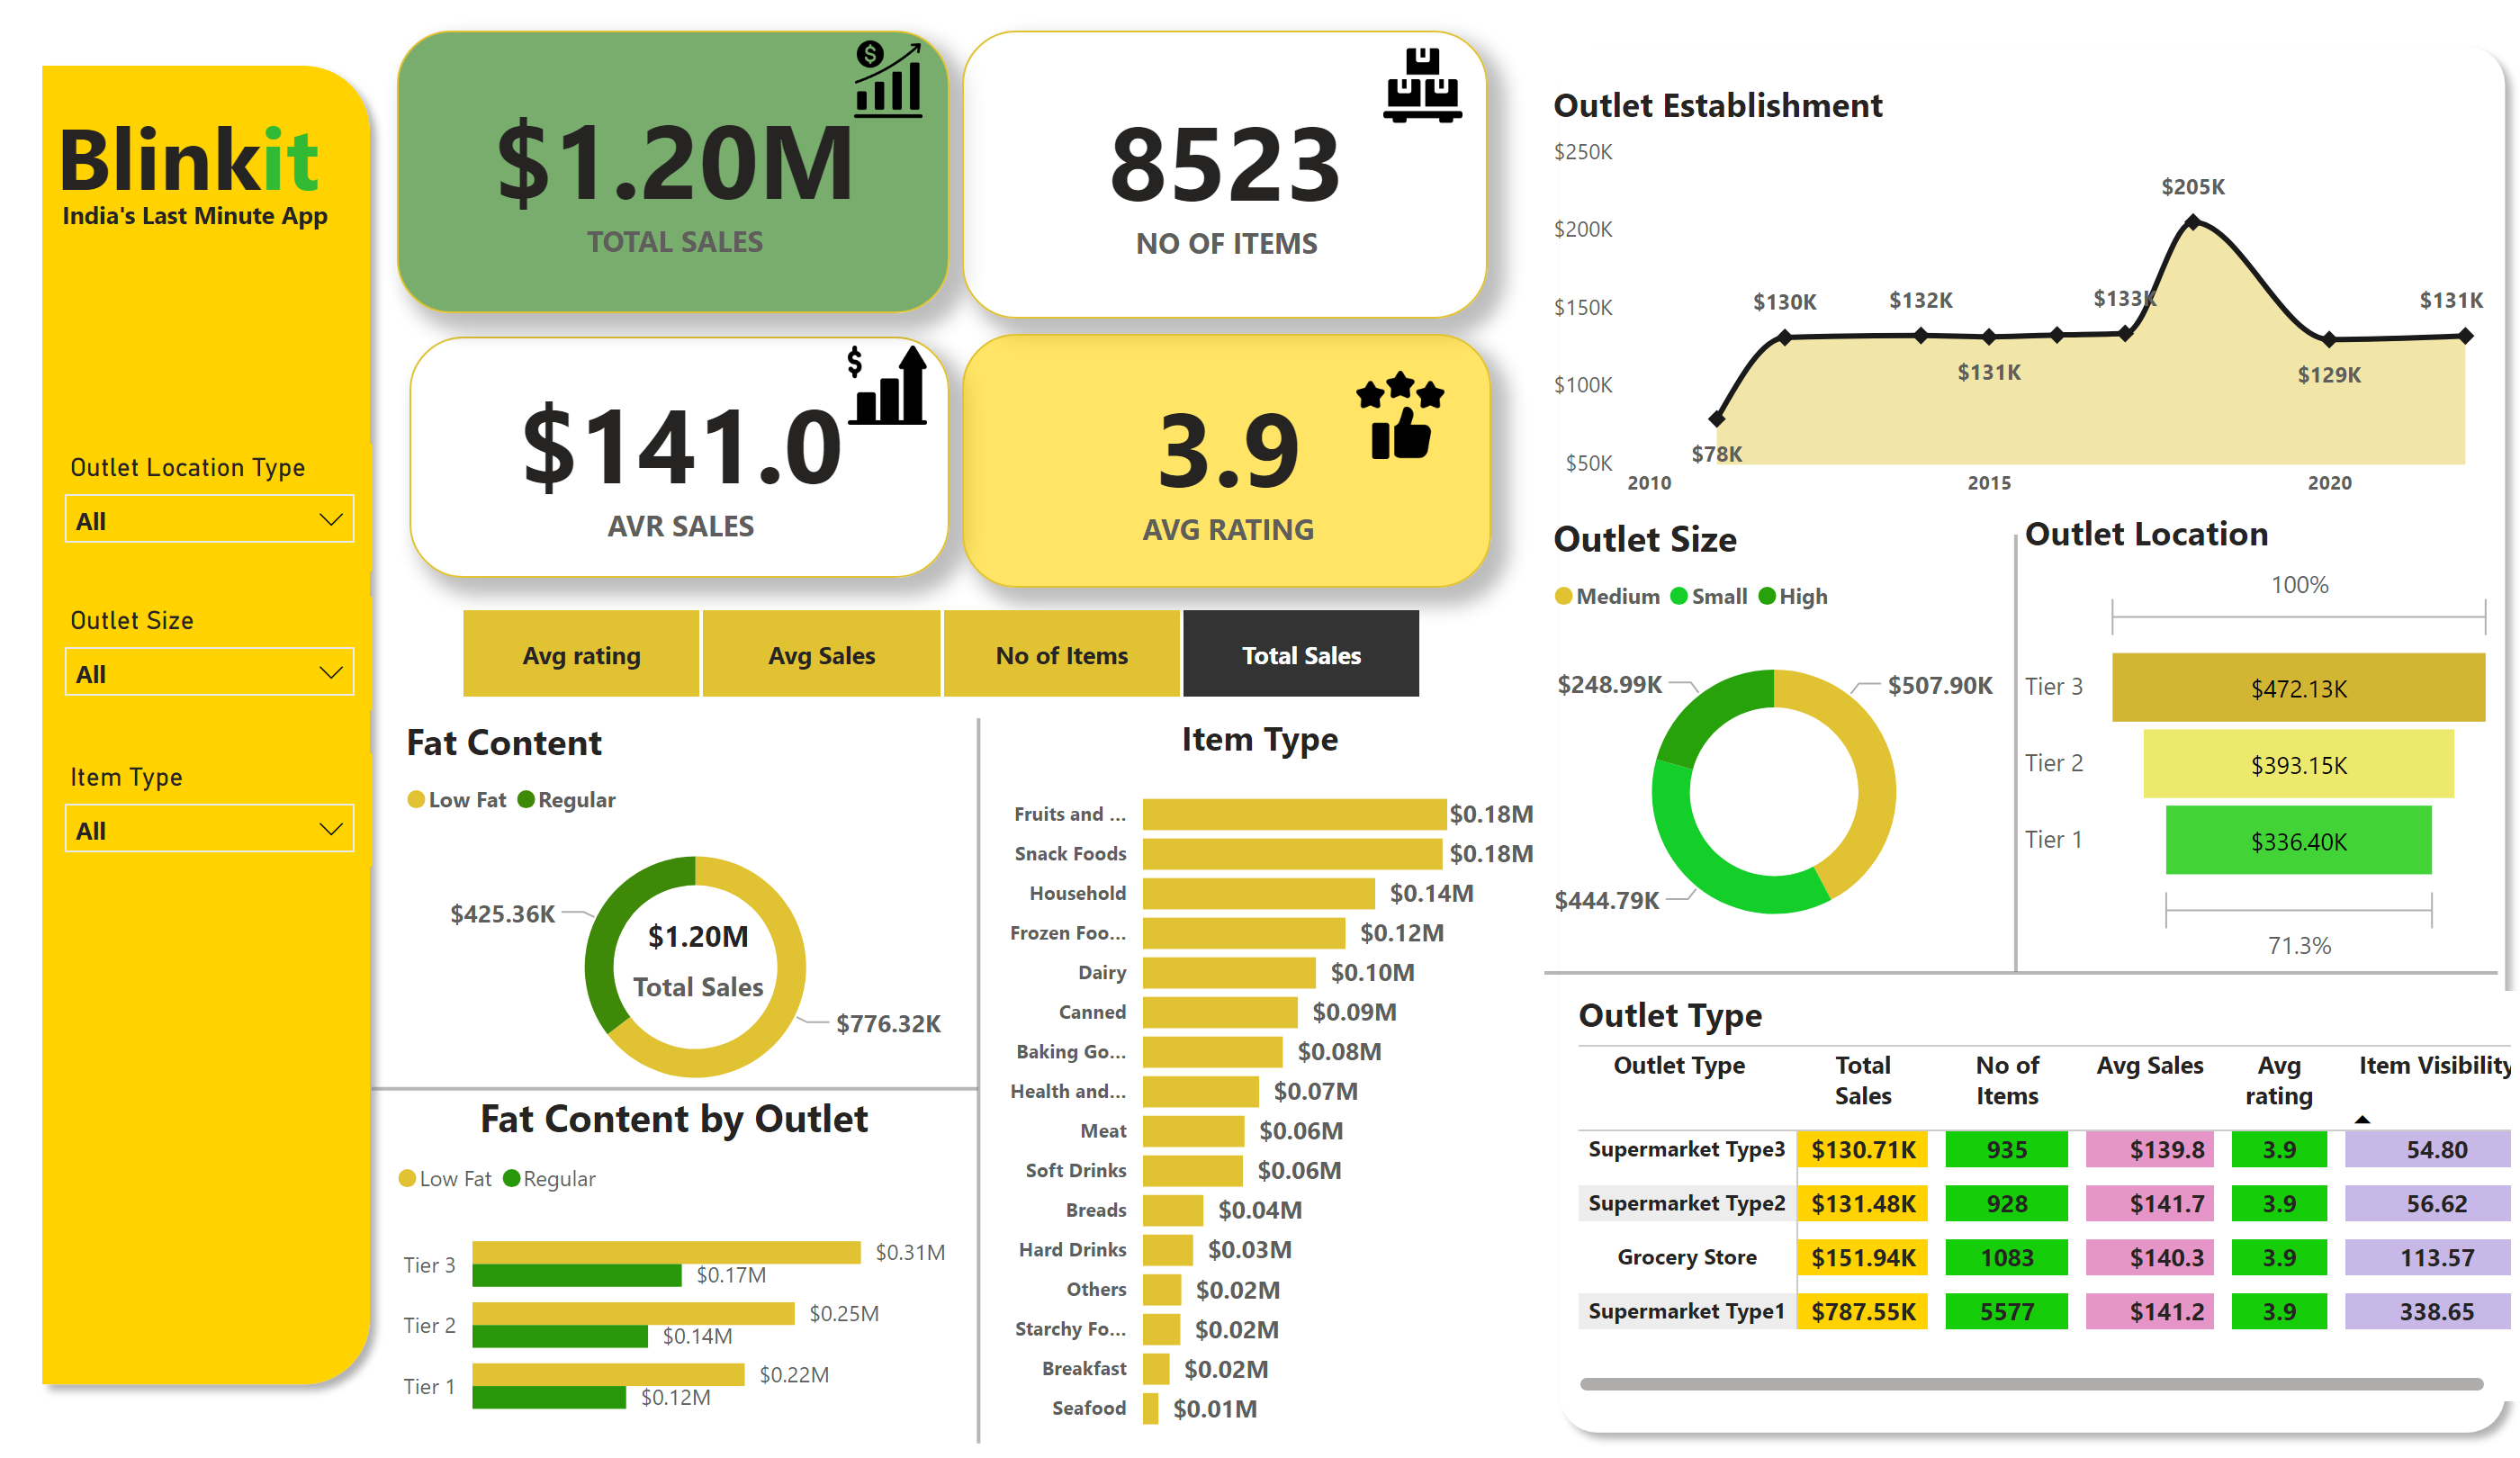 Blinkit
India's Last Minute App
Outlet Location Type
All
Outlet Size
All
Item Type
All
$1.20M
TOTAL SALES
8523
NO OF ITEMS
$141.0
AVR SALES
3.9
AVG RATING
Avg rating
Avg Sales
No of Items
Total Sales
Fat Content
Low Fat
Regular
$425.36K
$1.20M
Total Sales
$776.32K
Fat Content by Outlet
Low Fat
Regular
Tier 3
$0.31M
$0.17M
Tier 2
$0.25M
$0.14M
Tier 1
$0.22M
$0.12M
Item Type
Fruits and ... $0.18M
Snack Foods $0.18M
Household $0.14M
Frozen Foo... $0.12M
Dairy $0.10M
Canned $0.09M
Baking Go... $0.08M
Health and... $0.07M
Meat $0.06M
Soft Drinks $0.06M
Breads $0.04M
Hard Drinks $0.03M
Others $0.02M
Starchy Fo... $0.02M
Breakfast $0.02M
Seafood $0.01M
Outlet Establishment
$250K
$200K
$150K
$100K
$50K
$78K
$130K
$132K
$131K
$133K
$205K
$129K
$131K
2010
2015
2020
Outlet Size
Medium
Small
High
$248.99K
$507.90K
$444.79K
Outlet Location
100%
Tier 3 $472.13K
Tier 2 $393.15K
Tier 1 $336.40K
71.3%
Outlet Type
Outlet Type Total Sales No of Items Avg Sales Avg rating Item Visibility
Supermarket Type3 $130.71K 935 $139.8 3.9 54.80
Supermarket Type2 $131.48K 928 $141.7 3.9 56.62
Grocery Store $151.94K 1083 $140.3 3.9 113.57
Supermarket Type1 $787.55K 5577 $141.2 3.9 338.65